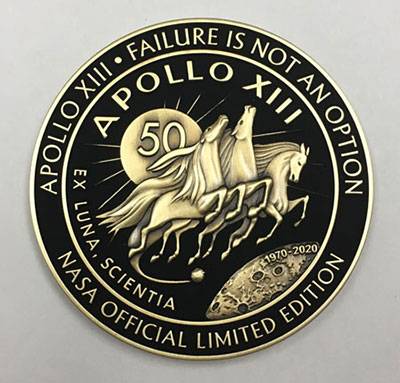 APOLLO XIII • FAILURE IS NOT AN OPTION
APOLLO XIII
50
EX LUNA, SCIENTIA
1970-2020
NASA OFFICIAL LIMITED EDITION